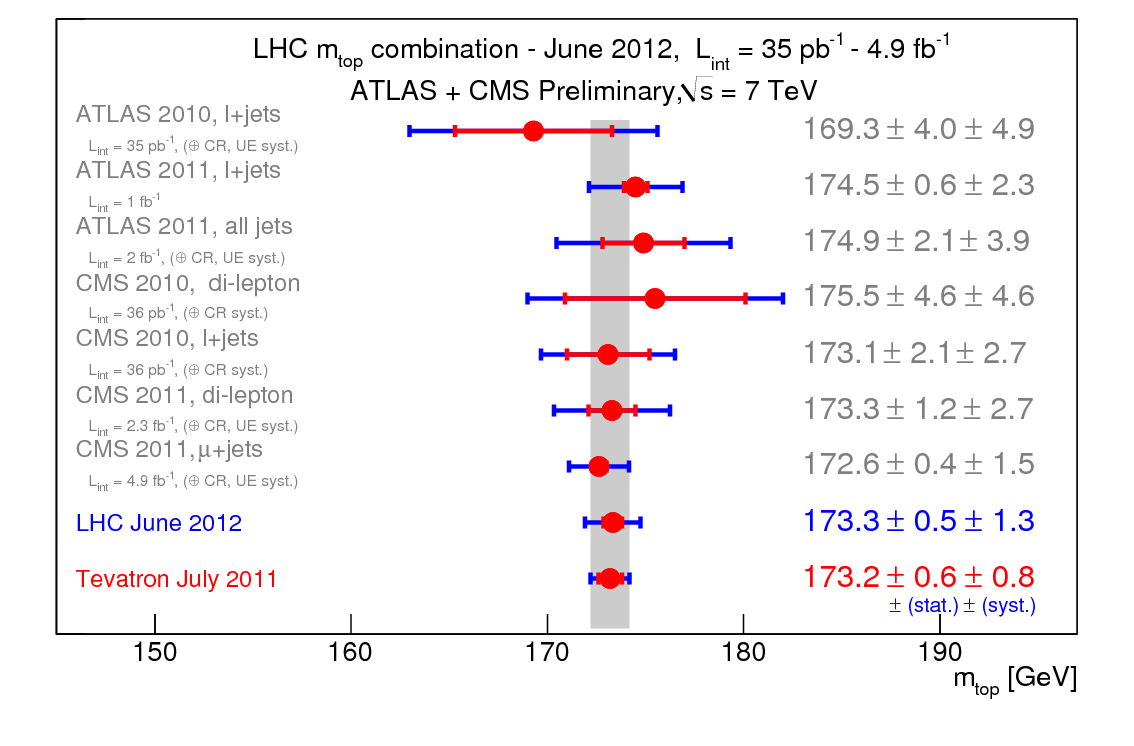 LHC m_top combination - June 2012, L_int = 35 pb⁻¹ - 4.9 fb⁻¹
ATLAS + CMS Preliminary, √s = 7 TeV
ATLAS 2010, l+jets 169.3 ± 4.0 ± 4.9
L_int = 35 pb⁻¹, (⊕ CR, UE syst.)
ATLAS 2011, l+jets 174.5 ± 0.6 ± 2.3
L_int = 1 fb⁻¹
ATLAS 2011, all jets 174.9 ± 2.1 ± 3.9
L_int = 2 fb⁻¹, (⊕ CR, UE syst.)
CMS 2010, di-lepton 175.5 ± 4.6 ± 4.6
L_int = 36 pb⁻¹, (⊕ CR syst.)
CMS 2010, l+jets 173.1 ± 2.1 ± 2.7
L_int = 36 pb⁻¹, (⊕ CR syst.)
CMS 2011, di-lepton 173.3 ± 1.2 ± 2.7
L_int = 2.3 fb⁻¹, (⊕ CR, UE syst.)
CMS 2011, μ+jets 172.6 ± 0.4 ± 1.5
L_int = 4.9 fb⁻¹, (⊕ CR, UE syst.)
LHC June 2012 173.3 ± 0.5 ± 1.3
Tevatron July 2011 173.2 ± 0.6 ± 0.8
± (stat.) ± (syst.)
150 160 170 180 190
m_top [GeV]